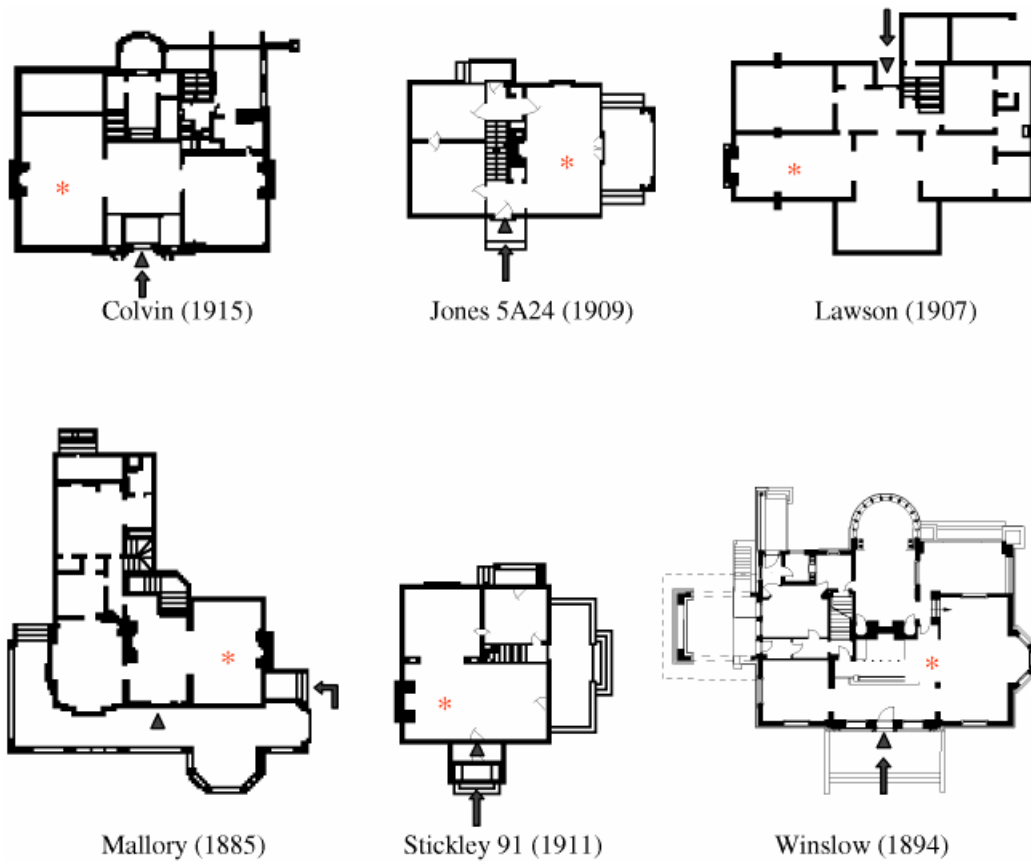 Colvin (1915)
Jones 5A24 (1909)
Lawson (1907)
Mallory (1885)
Stickley 91 (1911)
Winslow (1894)